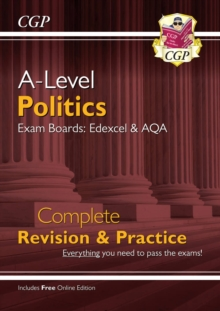 CGP
A-Level
Politics
Exam Boards: Edexcel & AQA
CGP
Complete
Revision & Practice
Everything you need to pass the exams!
Includes Free Online Edition